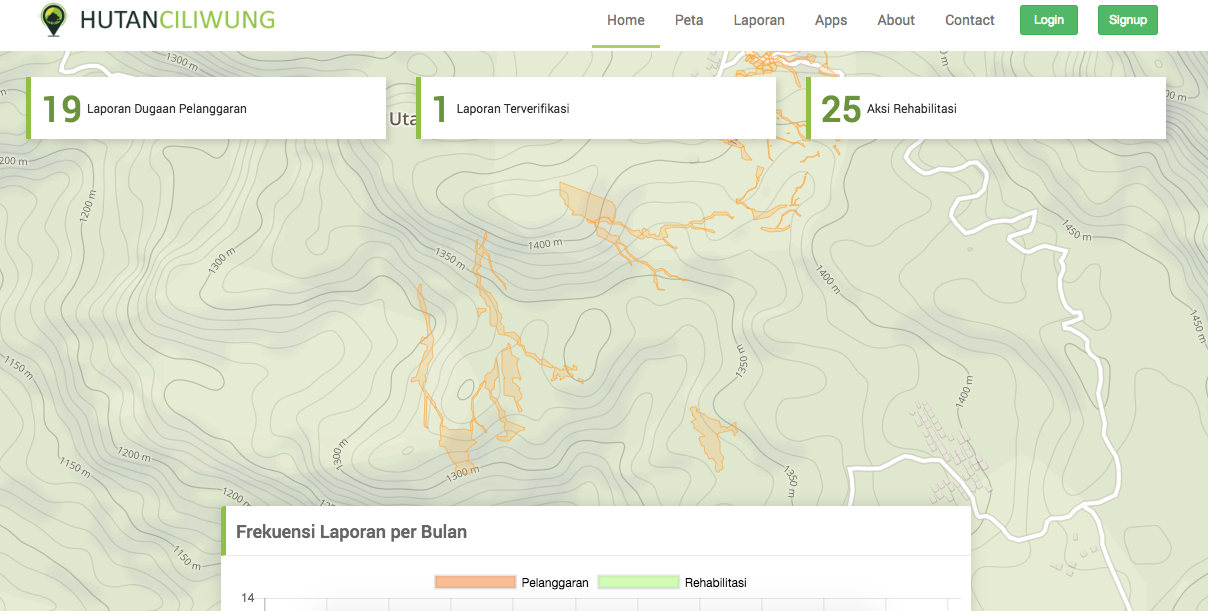 HUTANCILIWUNG
Home Peta Laporan Apps About Contact Login Signup
1300 m
19 Laporan Dugaan Pelanggaran
Uta
1 Laporan Terverifikasi
25 Aksi Rehabilitasi
00 m
200 m
1200 m
1300 m
1350 m
1400 m
1400 m
1450 m
1450 m
1350 m
1150 m
1400 m
1300 m
1200 m
1150 m
1300 m
1350 m
1200 m
1150 m
Frekuensi Laporan per Bulan
Pelanggaran Rehabilitasi
14